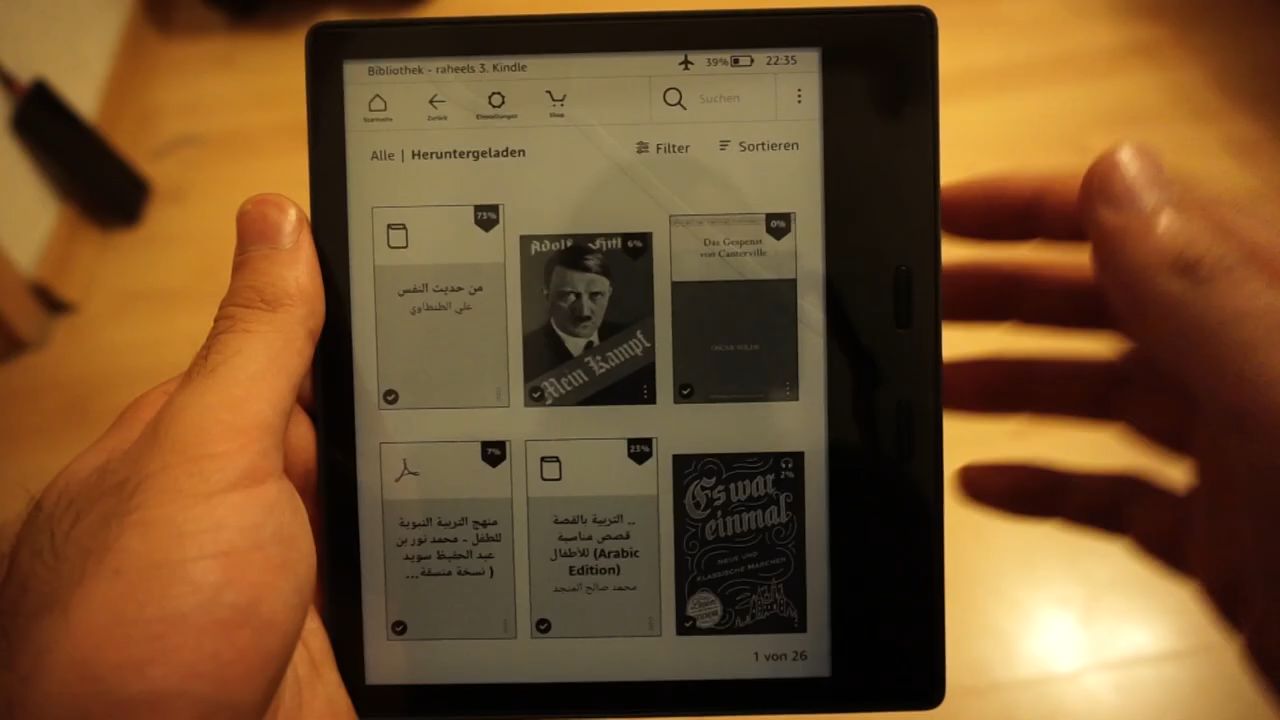 Bibliothek - raheels 3. Kindle
39%
22:35
Startseite
Zurück
Einstellungen
Shop
Suchen
Alle | Heruntergeladen
Filter
Sortieren
73%
من حديث النفس
علي الطنطاوي
Adolf Hitl
6%
Mein Kampf
0%
Das Gespenst
von Canterville
OSCAR WILDE
7%
منهج التربية النبوية
للطفل - محمد نور بن
عبد الحفيظ سويد
( نسخة منسقة...
23%
.. التربية بالقصة
قصص مناسبة
للأطفال (Arabic
Edition)
محمد صالح المنجد
2%
Es war
einmal
NEUE UND
KLASSISCHE MÄRCHEN
1 von 26